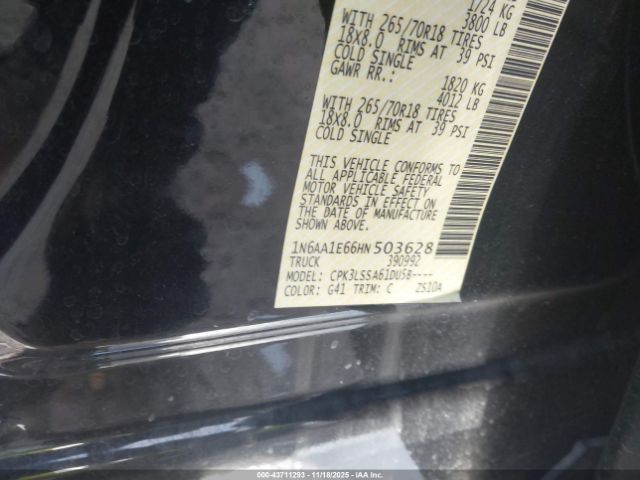 1724 KG
3800 LB
WITH 265/70R18 TIRES
18X8.0 RIMS AT 39 PSI
COLD SINGLE
GAWR RR.:
1820 KG
4012 LB
WITH 265/70R18 TIRES
18X8.0 RIMS AT 39 PSI
COLD SINGLE
THIS VEHICLE CONFORMS TO
ALL APPLICABLE FEDERAL
MOTOR VEHICLE SAFETY
STANDARDS IN EFFECT ON
THE DATE OF MANUFACTURE
SHOWN ABOVE.
1N6AA1E66HN503628
TRUCK 390992
MODEL: CPK3LSSA61DU58----
COLOR: G41 TRIM: C ZS10A
000-43711293 - 11/18/2025 - IAA Inc.